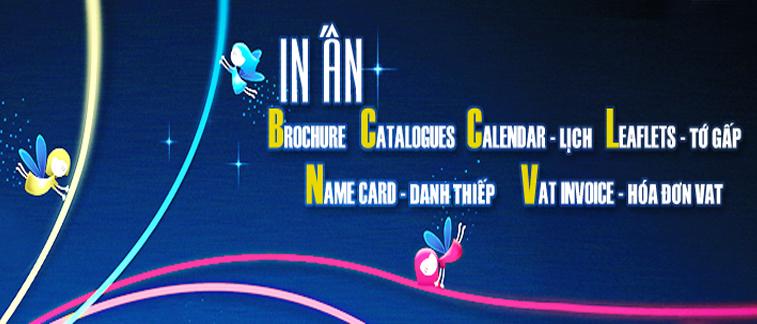 IN ẤN
BROCHURE CATALOGUES CALENDAR - LỊCH LEAFLETS - TỜ GẤP
NAME CARD - DANH THIẾP VAT INVOICE - HÓA ĐƠN VAT